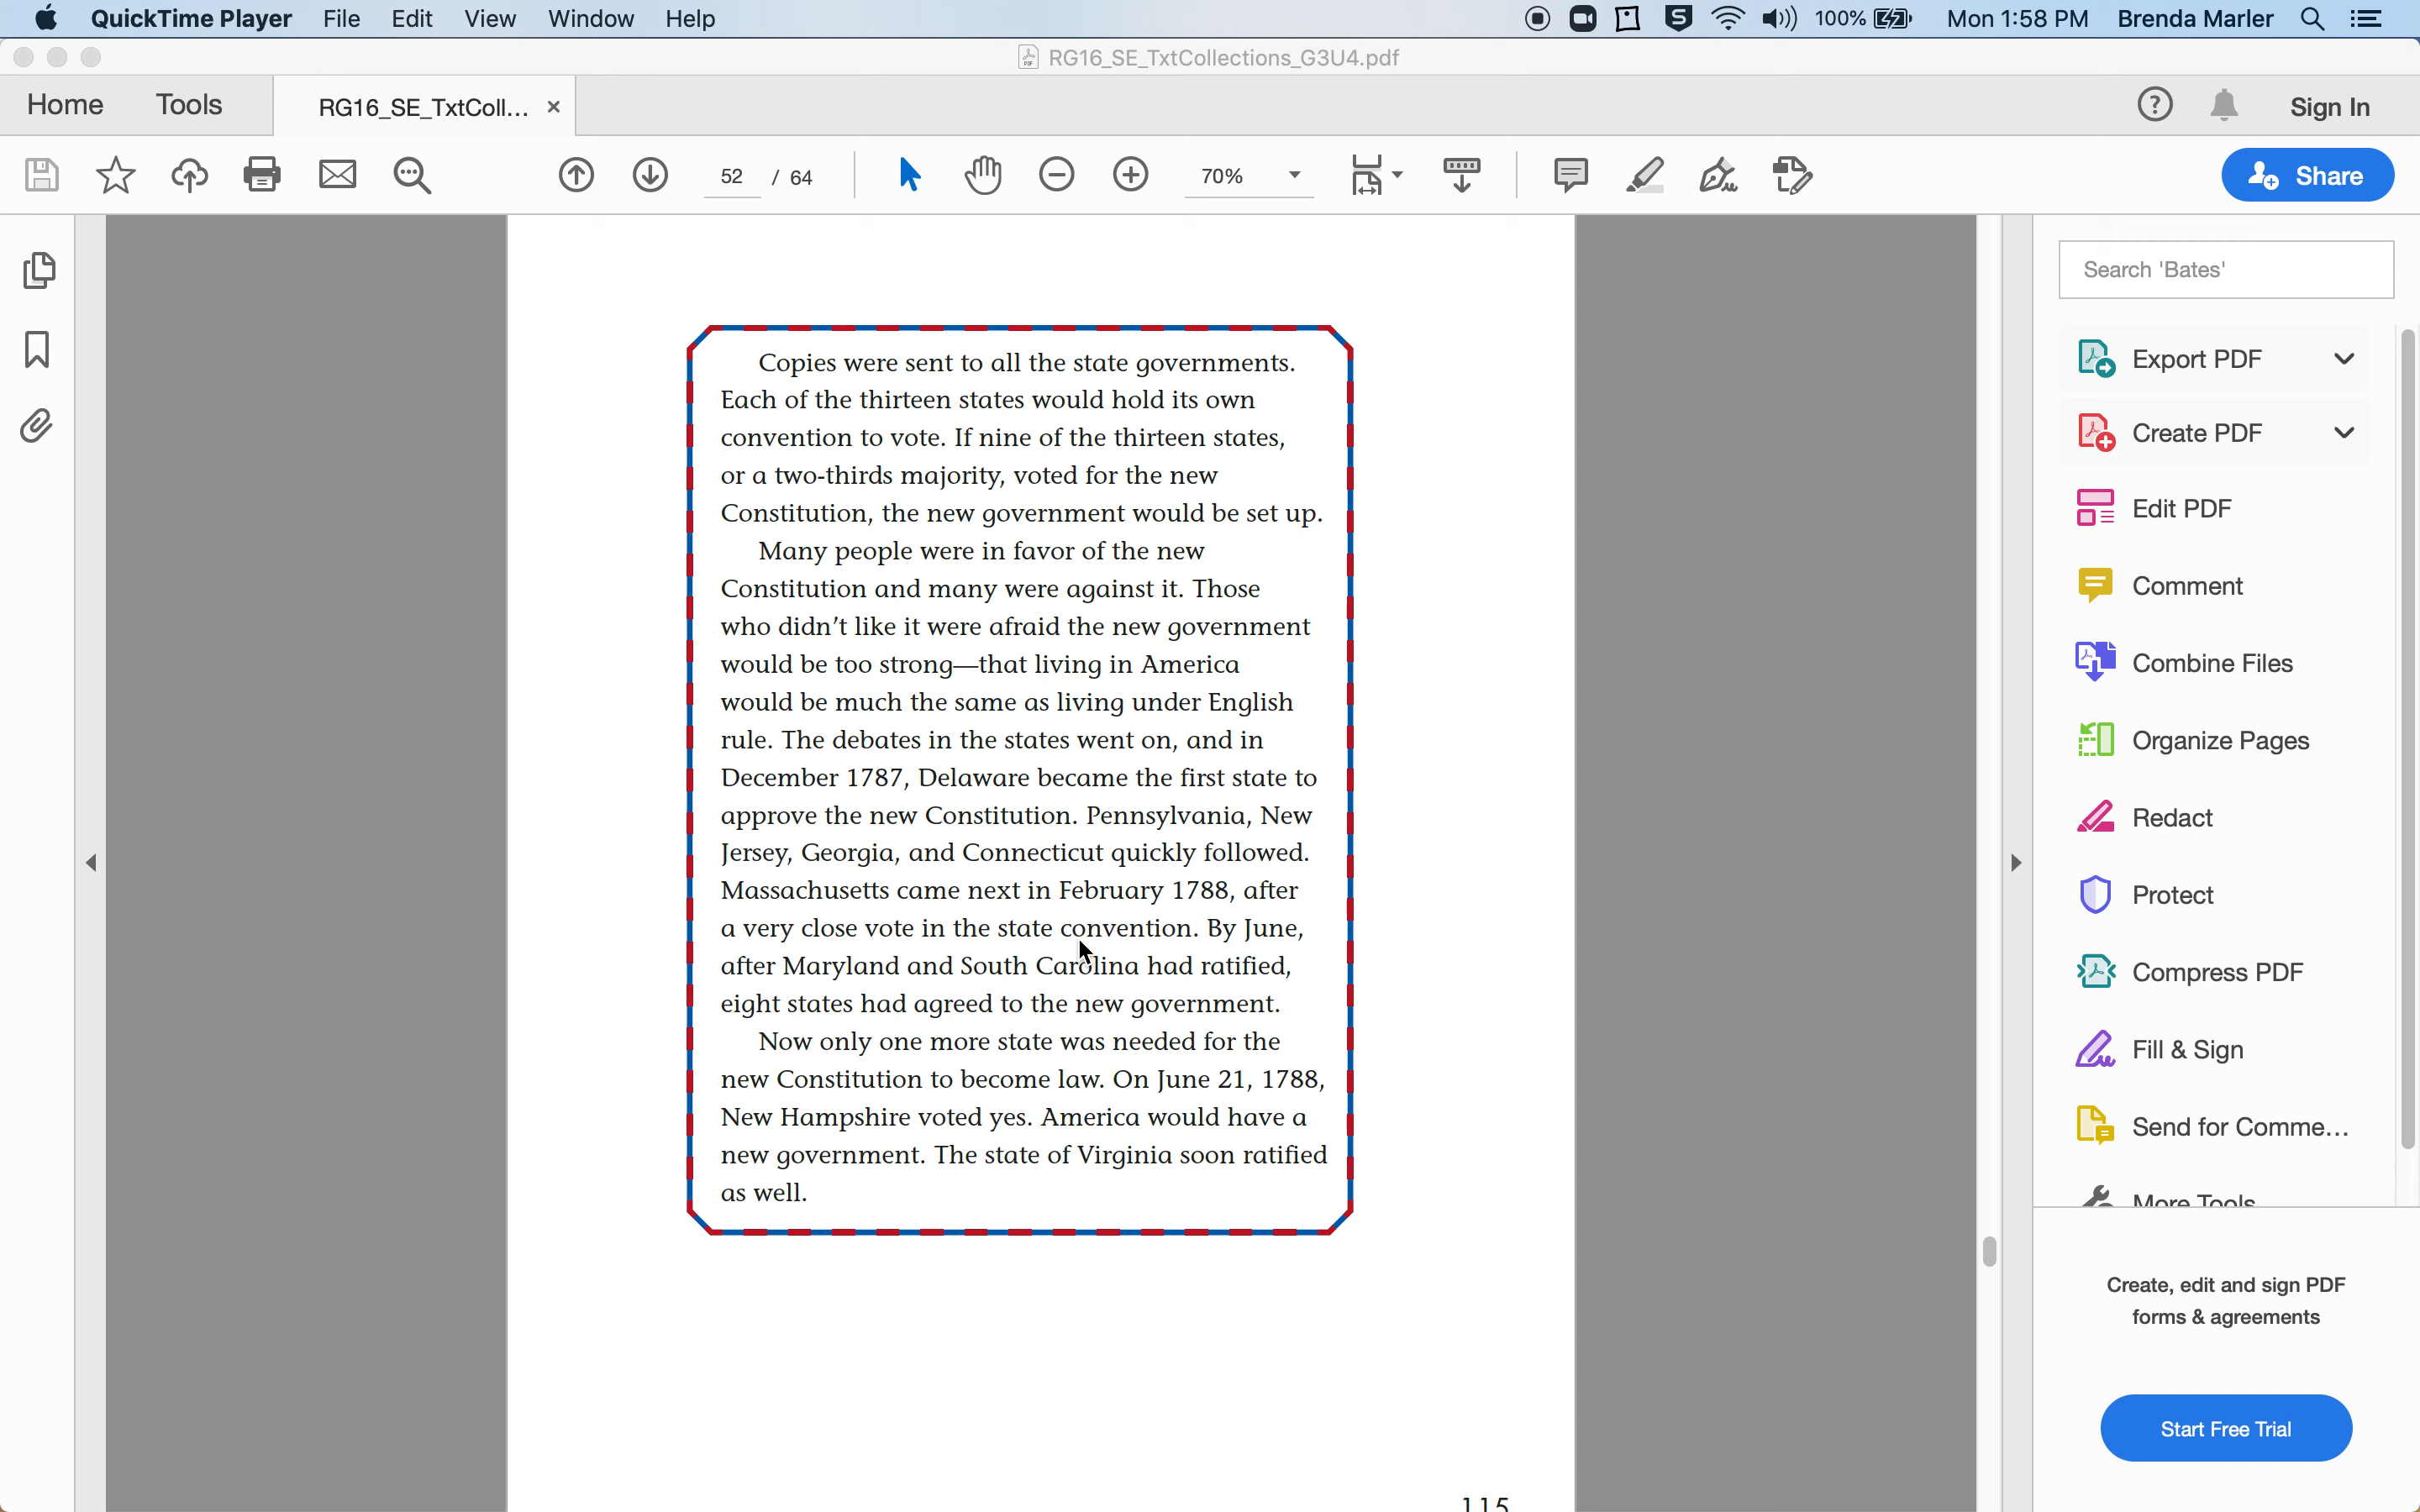 QuickTime Player File Edit View Window Help 100% Mon 1:58 PM Brenda Marler
RG16_SE_TxtCollections_G3U4.pdf
Home Tools RG16_SE_TxtColl... × Sign In
52 / 64 70% Share
Search 'Bates'
Export PDF
Create PDF
Edit PDF
Comment
Combine Files
Organize Pages
Redact
Protect
Compress PDF
Fill & Sign
Send for Comme...
More Tools
Create, edit and sign PDF
forms & agreements
Start Free Trial
Copies were sent to all the state governments.
Each of the thirteen states would hold its own
convention to vote. If nine of the thirteen states,
or a two-thirds majority, voted for the new
Constitution, the new government would be set up.
Many people were in favor of the new
Constitution and many were against it. Those
who didn't like it were afraid the new government
would be too strong—that living in America
would be much the same as living under English
rule. The debates in the states went on, and in
December 1787, Delaware became the first state to
approve the new Constitution. Pennsylvania, New
Jersey, Georgia, and Connecticut quickly followed.
Massachusetts came next in February 1788, after
a very close vote in the state convention. By June,
after Maryland and South Carolina had ratified,
eight states had agreed to the new government.
Now only one more state was needed for the
new Constitution to become law. On June 21, 1788,
New Hampshire voted yes. America would have a
new government. The state of Virginia soon ratified
as well.
115